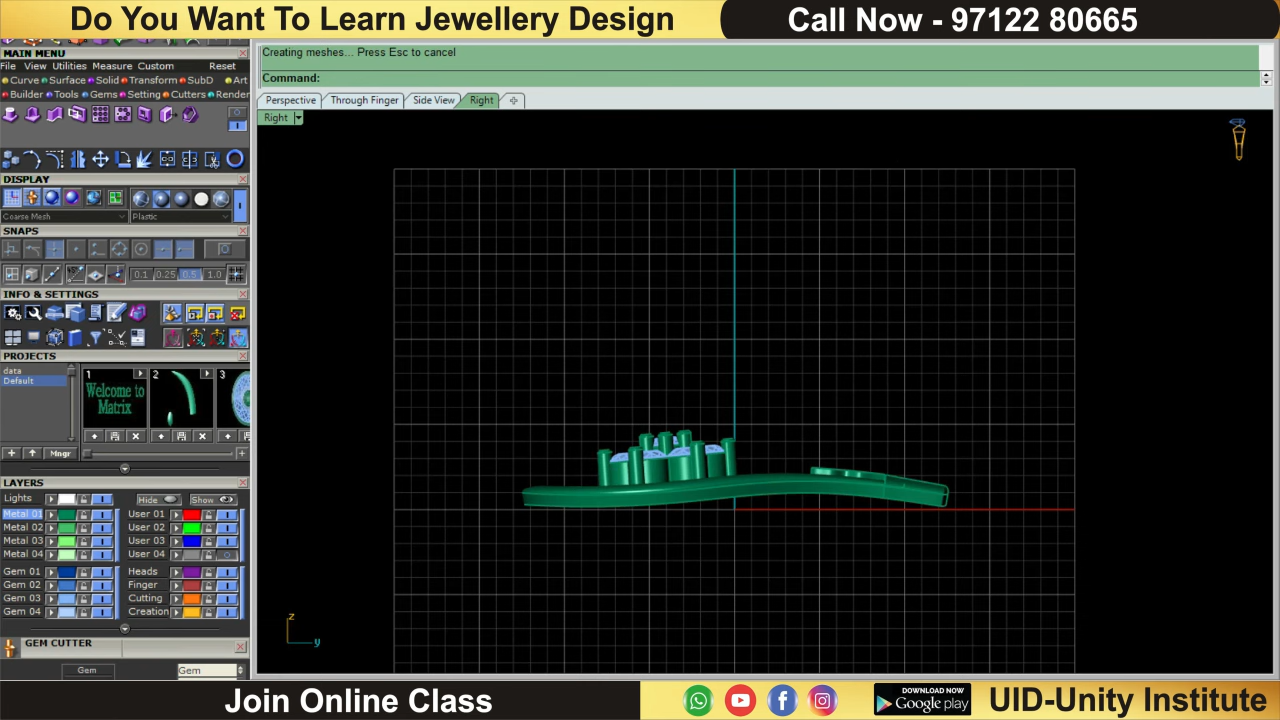 Do You Want To Learn Jewellery Design
Call Now - 97122 80665
MAIN MENU
File View Utilities Measure Custom Reset
Curve Surface Solid Transform SubD Art
Builder Tools Gems Setting Cutters Render
DISPLAY
Coarse Mesh Plastic
SNAPS
0.1 0.25 0.5 1.0
INFO & SETTINGS
PROJECTS
data
Default
1 2 3
Welcome to
Matrix
Mngr
LAYERS
Lights Hide Show
Metal 01 User 01
Metal 02 User 02
Metal 03 User 03
Metal 04 User 04
Gem 01 Heads
Gem 02 Finger
Gem 03 Cutting
Gem 04 Creation
GEM CUTTER
Gem Gem
Creating meshes... Press Esc to cancel
Command:
Perspective Through Finger Side View Right
Right
z
y
Join Online Class
DOWNLOAD NOW
Google play
UID-Unity Institute